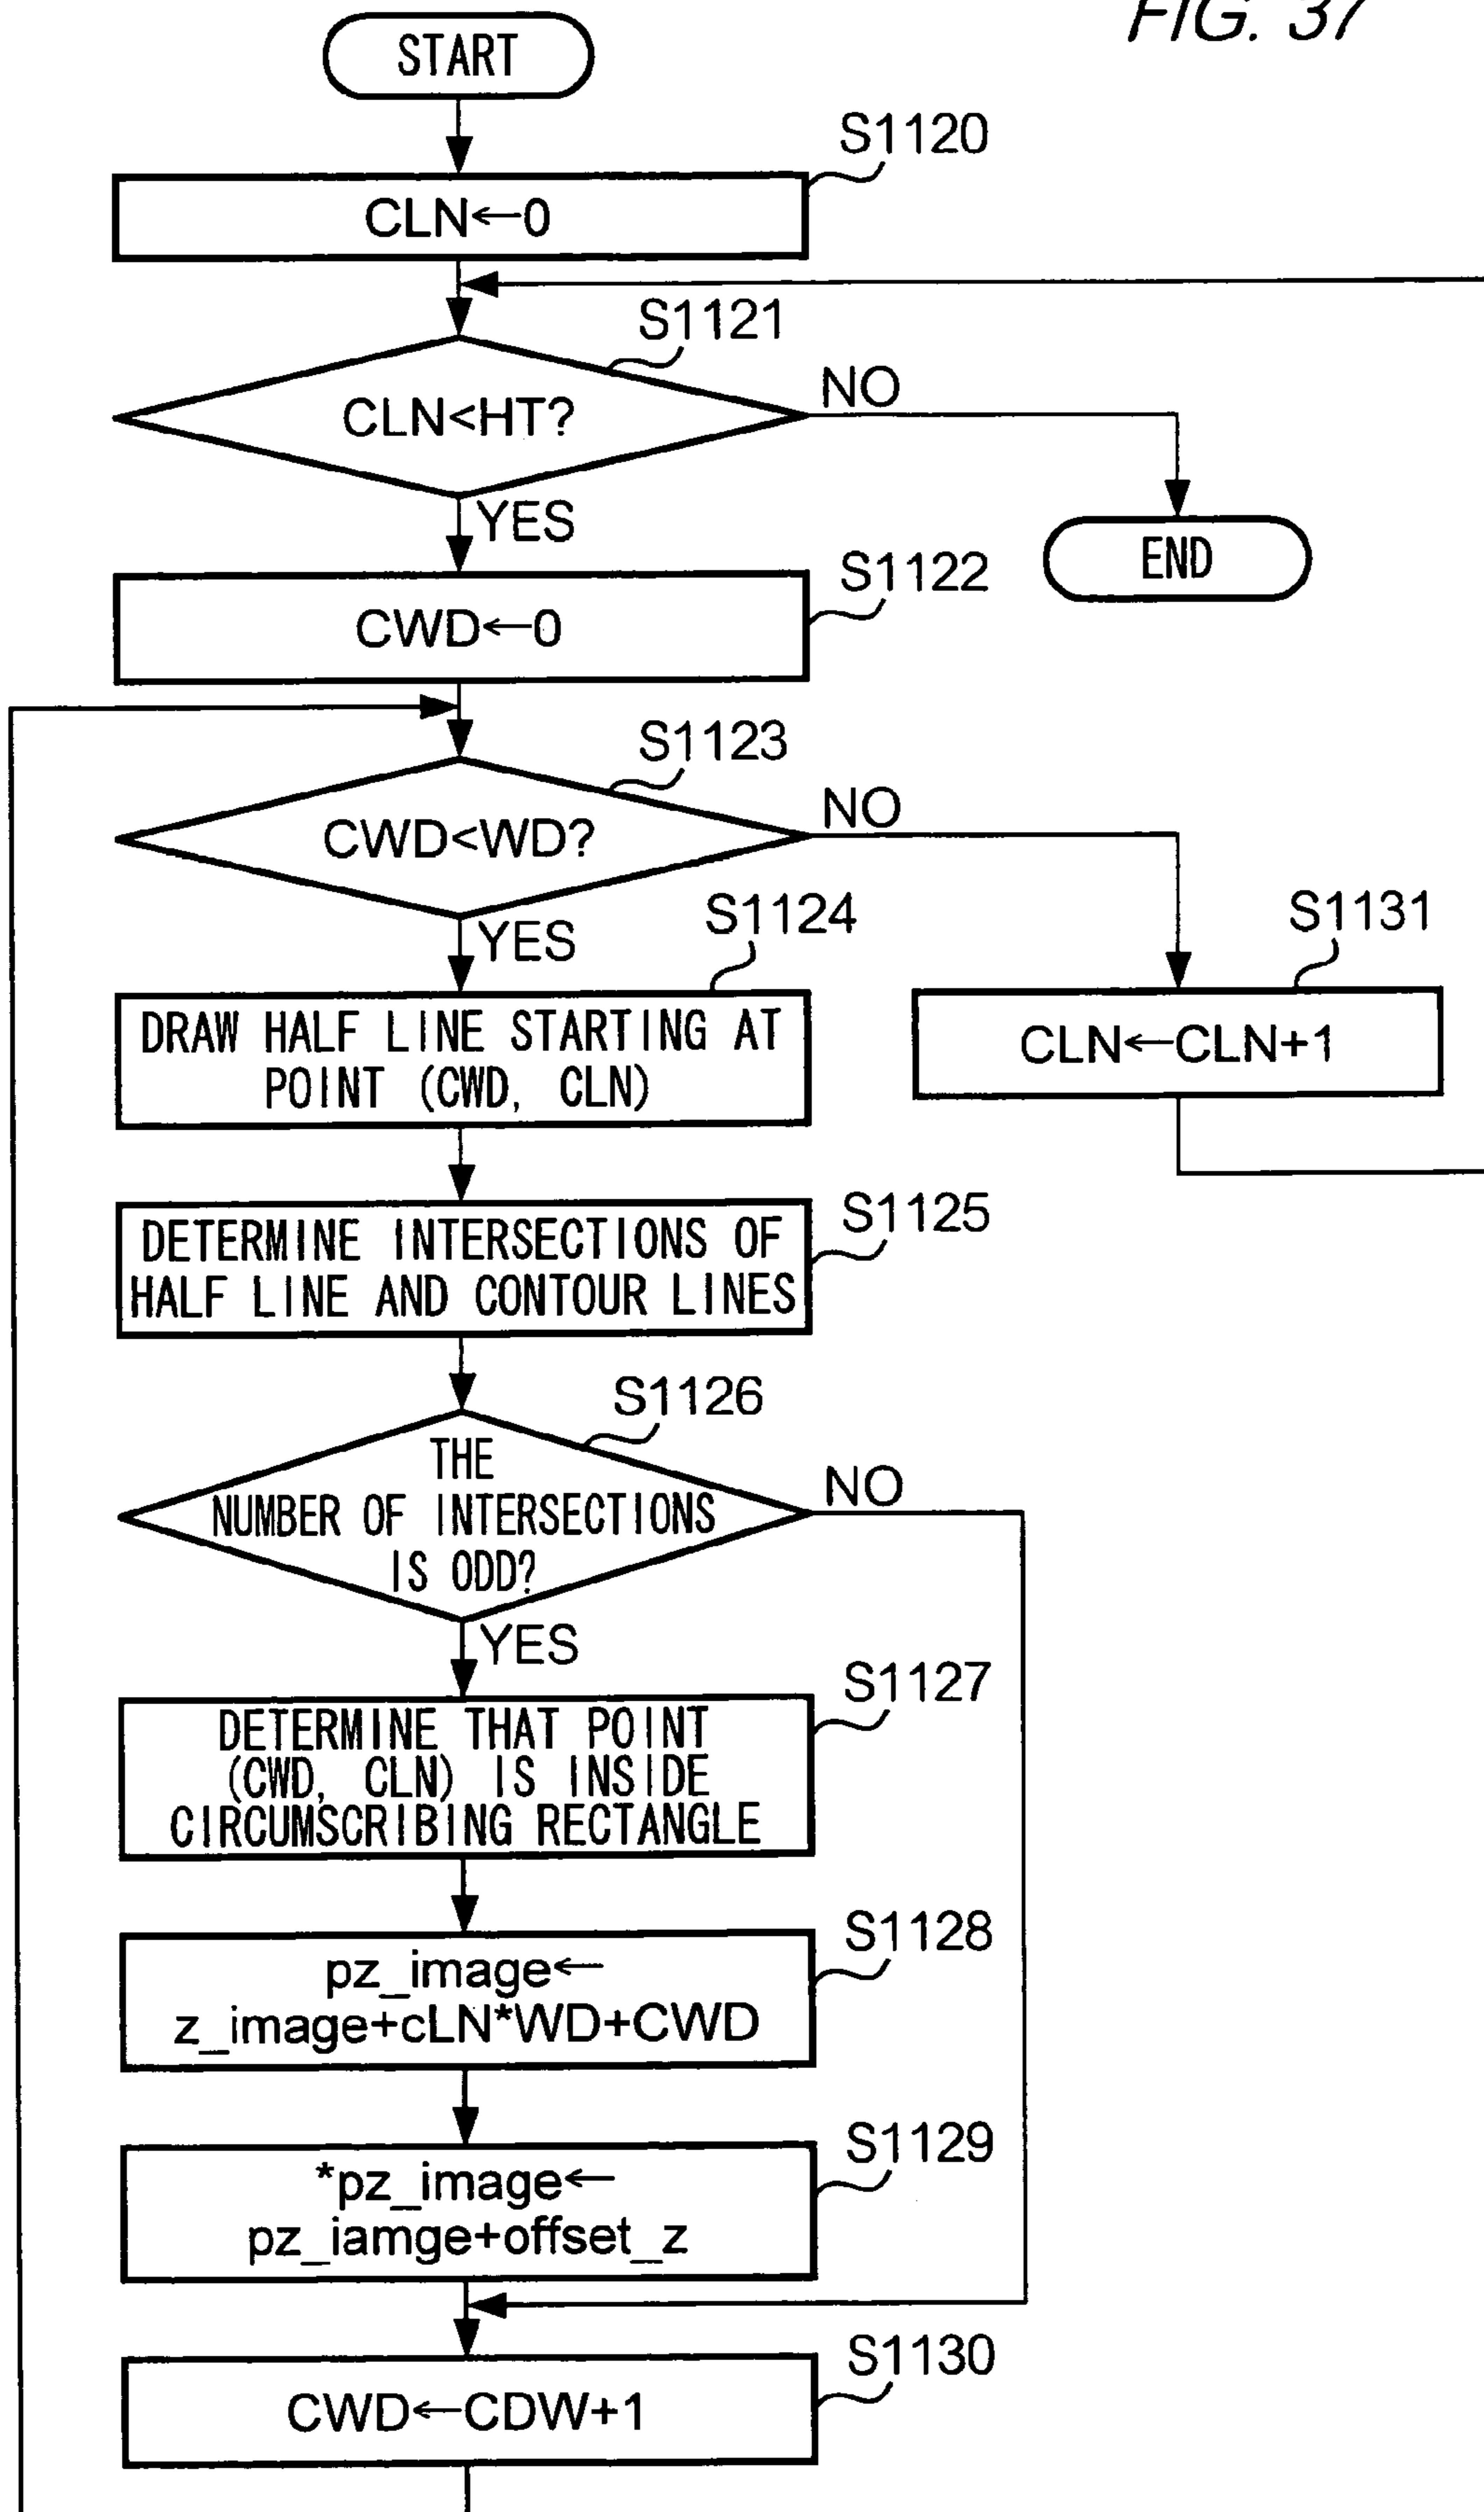 FIG. 37
START
S1120
CLN←0
S1121
CLN<HT?
NO
YES
END
S1122
CWD←0
S1123
CWD<WD?
NO
YES
S1124
DRAW HALF LINE STARTING AT
POINT (CWD, CLN)
S1131
CLN←CLN+1
S1125
DETERMINE INTERSECTIONS OF
HALF LINE AND CONTOUR LINES
S1126
THE
NUMBER OF INTERSECTIONS
IS ODD?
NO
YES
S1127
DETERMINE THAT POINT
(CWD, CLN) IS INSIDE
CIRCUMSCRIBING RECTANGLE
S1128
pz_image←
z_image+cLN*WD+CWD
S1129
*pz_image←
pz_iamge+offset_z
S1130
CWD←CDW+1